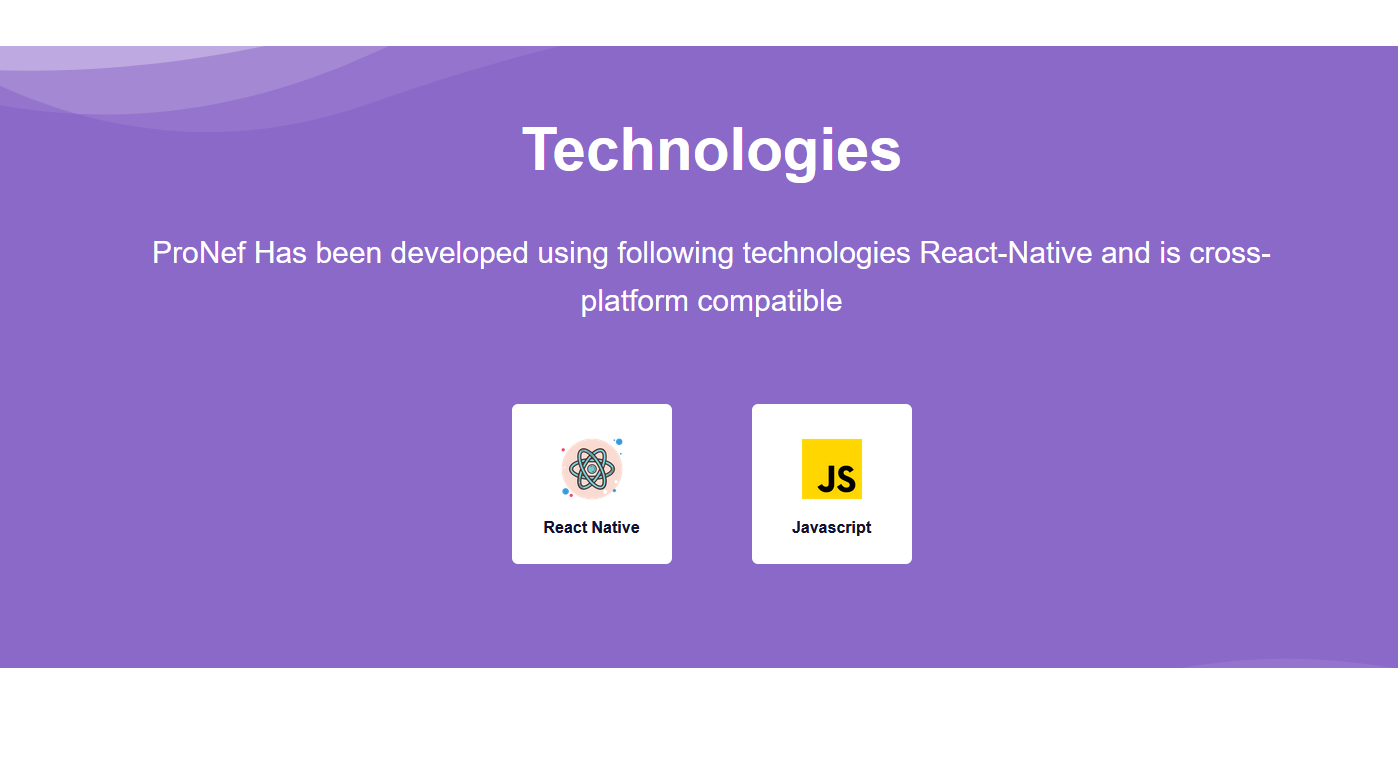 Technologies
ProNef Has been developed using following technologies React-Native and is cross-
platform compatible
JS
React Native
Javascript